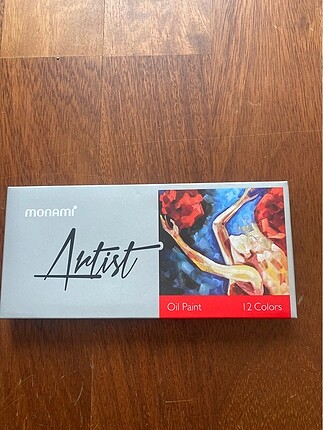 monami
Artist
Oil Paint 12 Colors